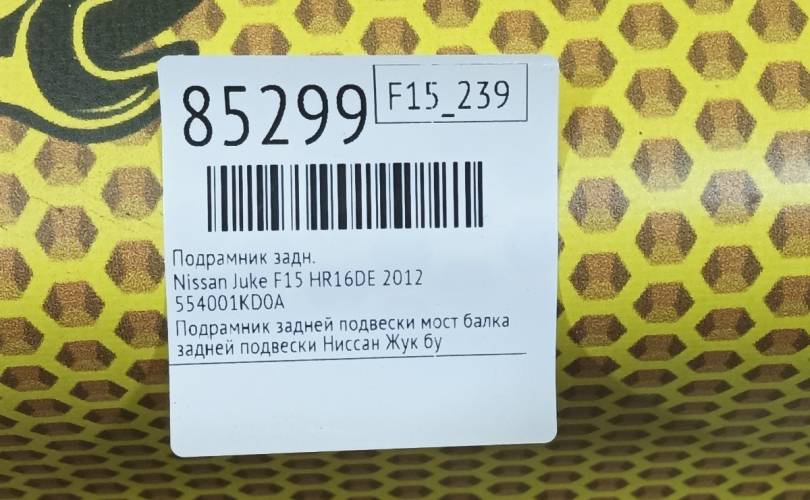 85299
F15_239
Подрамник задн.
Nissan Juke F15 HR16DE 2012
554001KD0A
Подрамник задней подвески мост балка
задней подвески Ниссан Жук бу